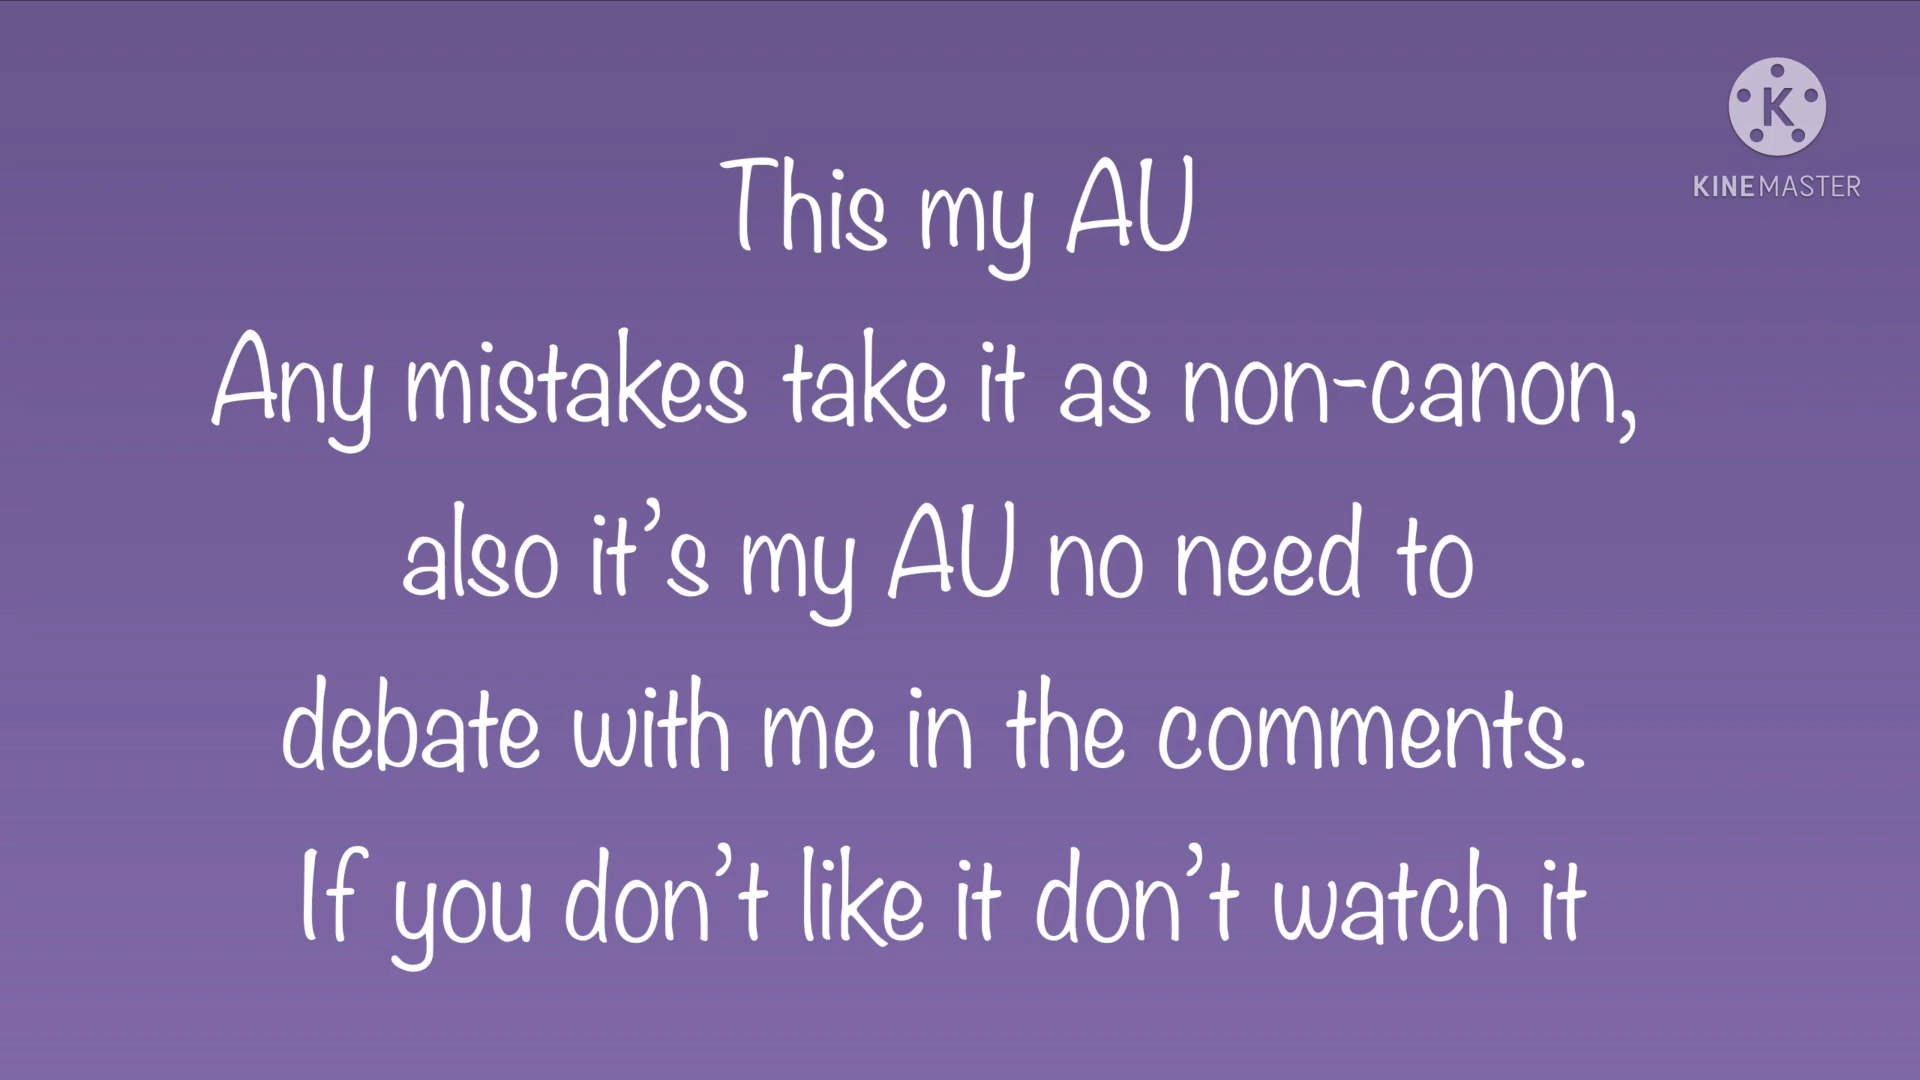 K
KINEMASTER
This my AU
Any mistakes take it as non-canon,
also it's my AU no need to
debate with me in the comments.
If you don't like it don't watch it